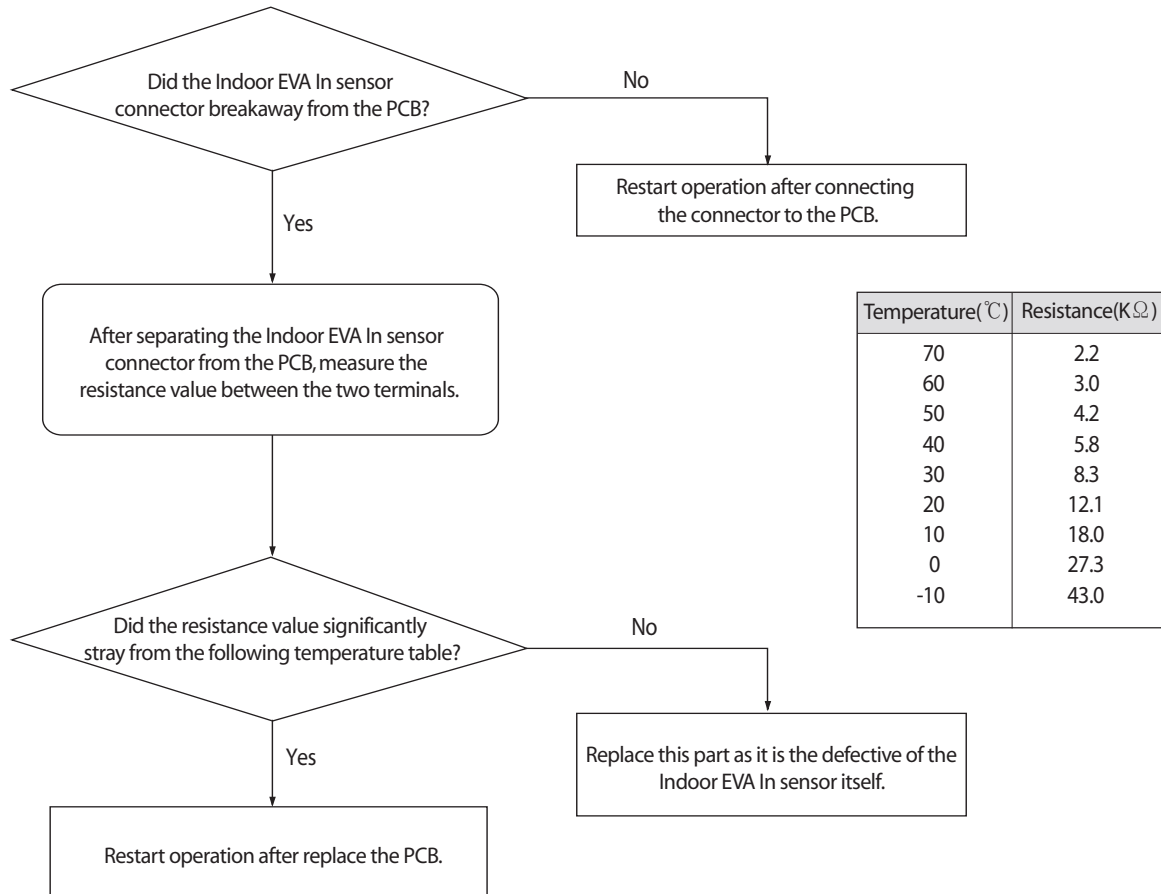 Did the Indoor EVA In sensor
connector breakaway from the PCB?
No
Restart operation after connecting
the connector to the PCB.
Yes
After separating the Indoor EVA In sensor
connector from the PCB, measure the
resistance value between the two terminals.
Temperature(℃) Resistance(KΩ)
70 2.2
60 3.0
50 4.2
40 5.8
30 8.3
20 12.1
10 18.0
0 27.3
-10 43.0
Did the resistance value significantly
stray from the following temperature table?
No
Replace this part as it is the defective of the
Indoor EVA In sensor itself.
Yes
Restart operation after replace the PCB.